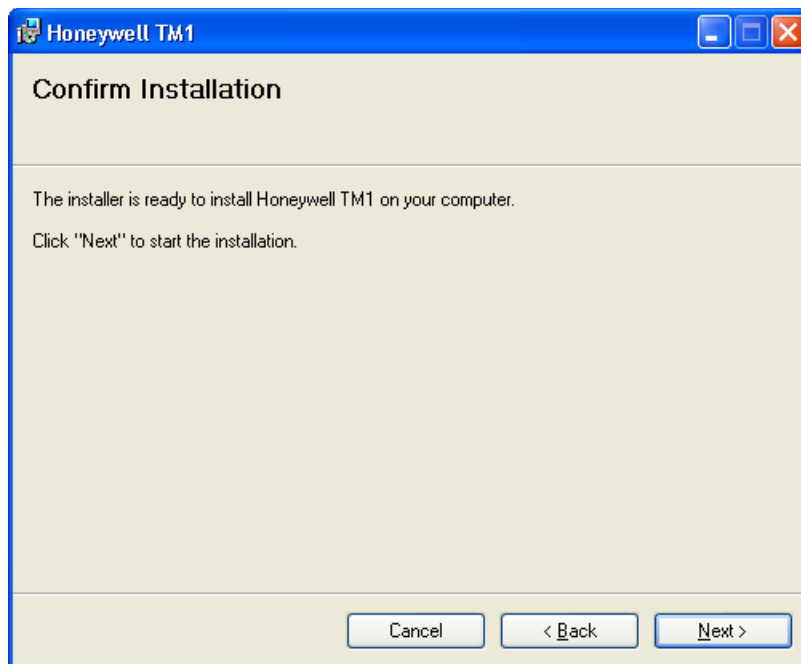 Honeywell TM1
Confirm Installation
The installer is ready to install Honeywell TM1 on your computer.
Click "Next" to start the installation.
Cancel
< Back
Next >